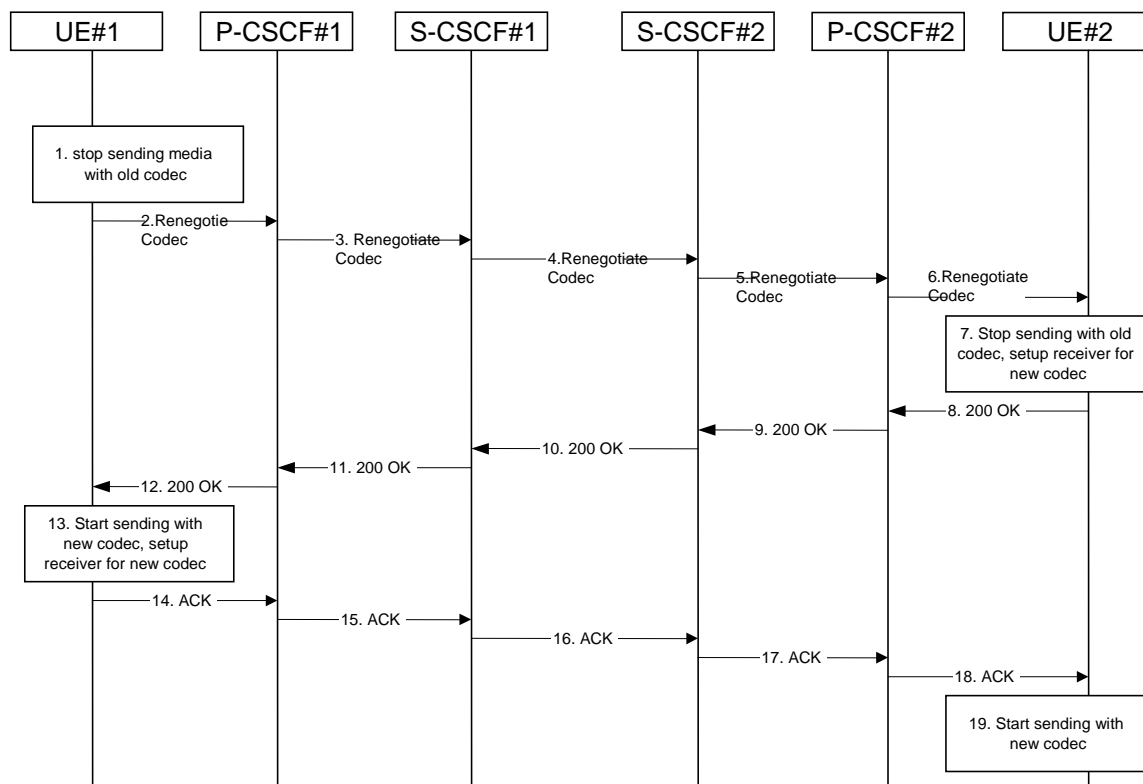 UE#1
P-CSCF#1
S-CSCF#1
S-CSCF#2
P-CSCF#2
UE#2
1. stop sending media
with old codec
2.Renegotie
Codec
3. Renegotiate
Codec
4.Renegotiate
Codec
5.Renegotiate
Codec
6.Renegotiate
Codec
7. Stop sending with old
codec, setup receiver for
new codec
8. 200 OK
9. 200 OK
10. 200 OK
11. 200 OK
12. 200 OK
13. Start sending with
new codec, setup
receiver for new codec
14. ACK
15. ACK
16. ACK
17. ACK
18. ACK
19. Start sending with
new codec